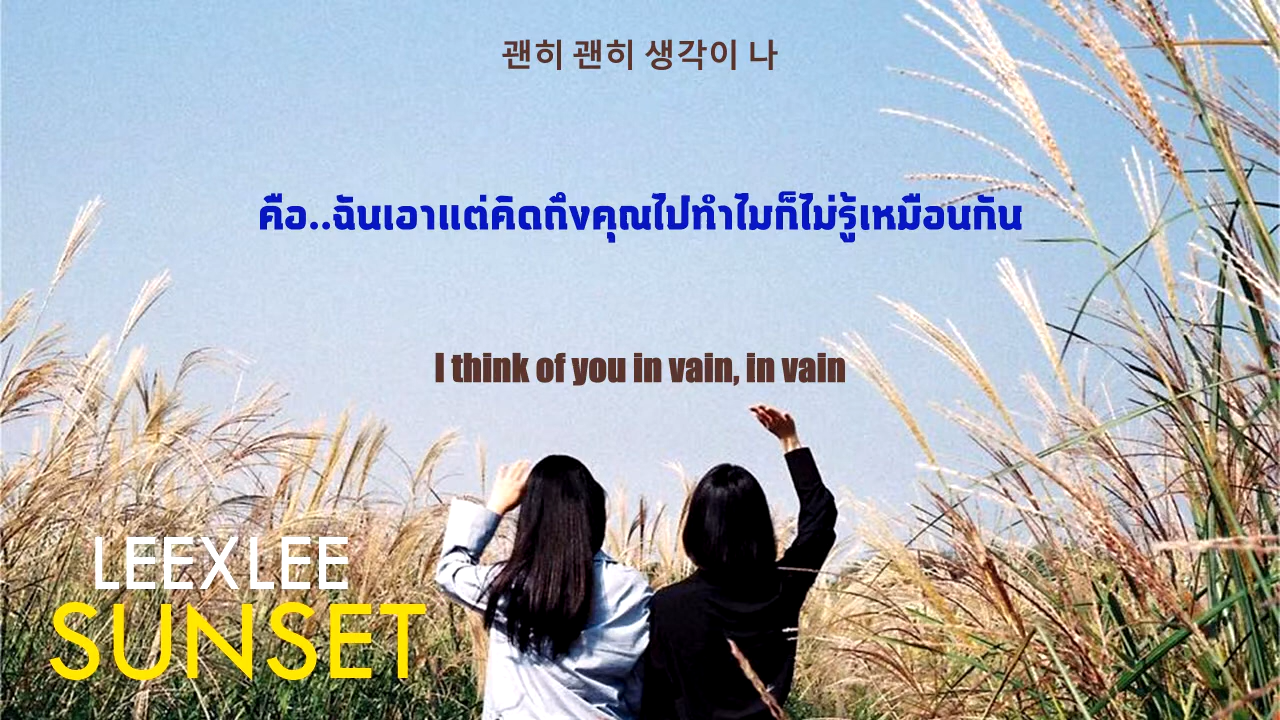 괜히 괜히 생각이 나
คือ..ฉันเอาแต่คิดถึงคุณไปทำไมก็ไม่รู้เหมือนกัน
I think of you in vain, in vain
LEEXLEE
SUNSET